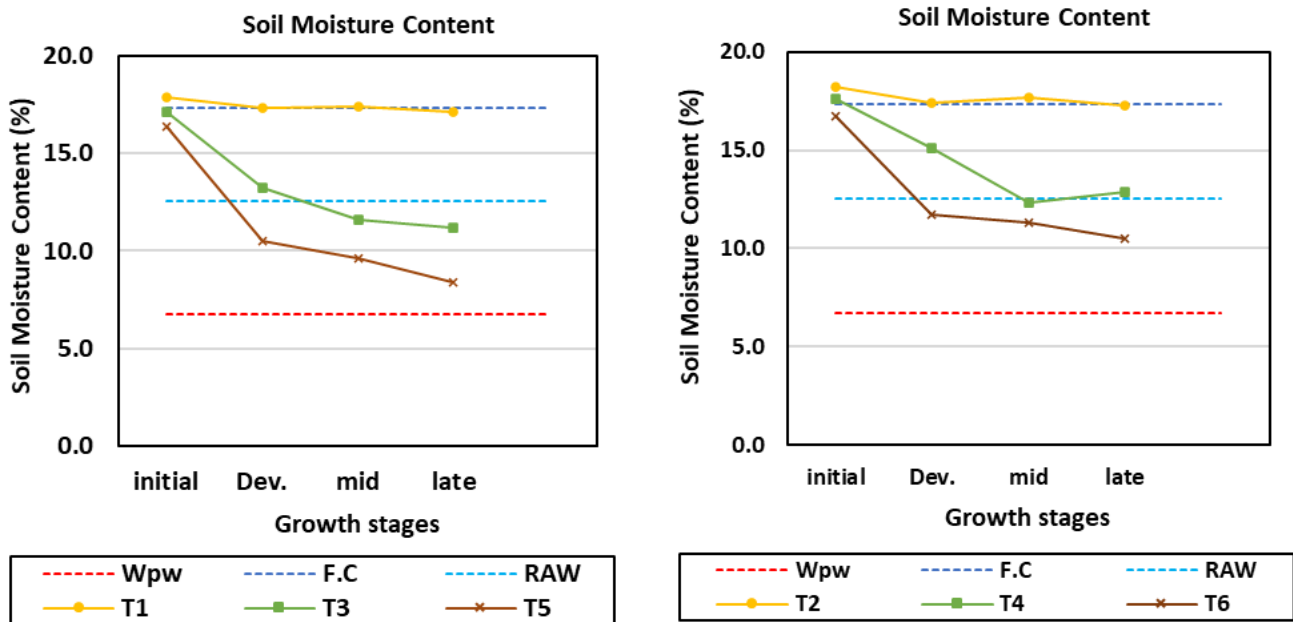 Soil Moisture Content
Soil Moisture Content (%)
20.0
15.0
10.0
5.0
0.0
initial Dev. mid late
Growth stages
Wpw F.C RAW
T1 T3 T5
Soil Moisture Content
Soil Moisture Content (%)
20.0
15.0
10.0
5.0
0.0
initial Dev. mid late
Growth stages
Wpw F.C RAW
T2 T4 T6